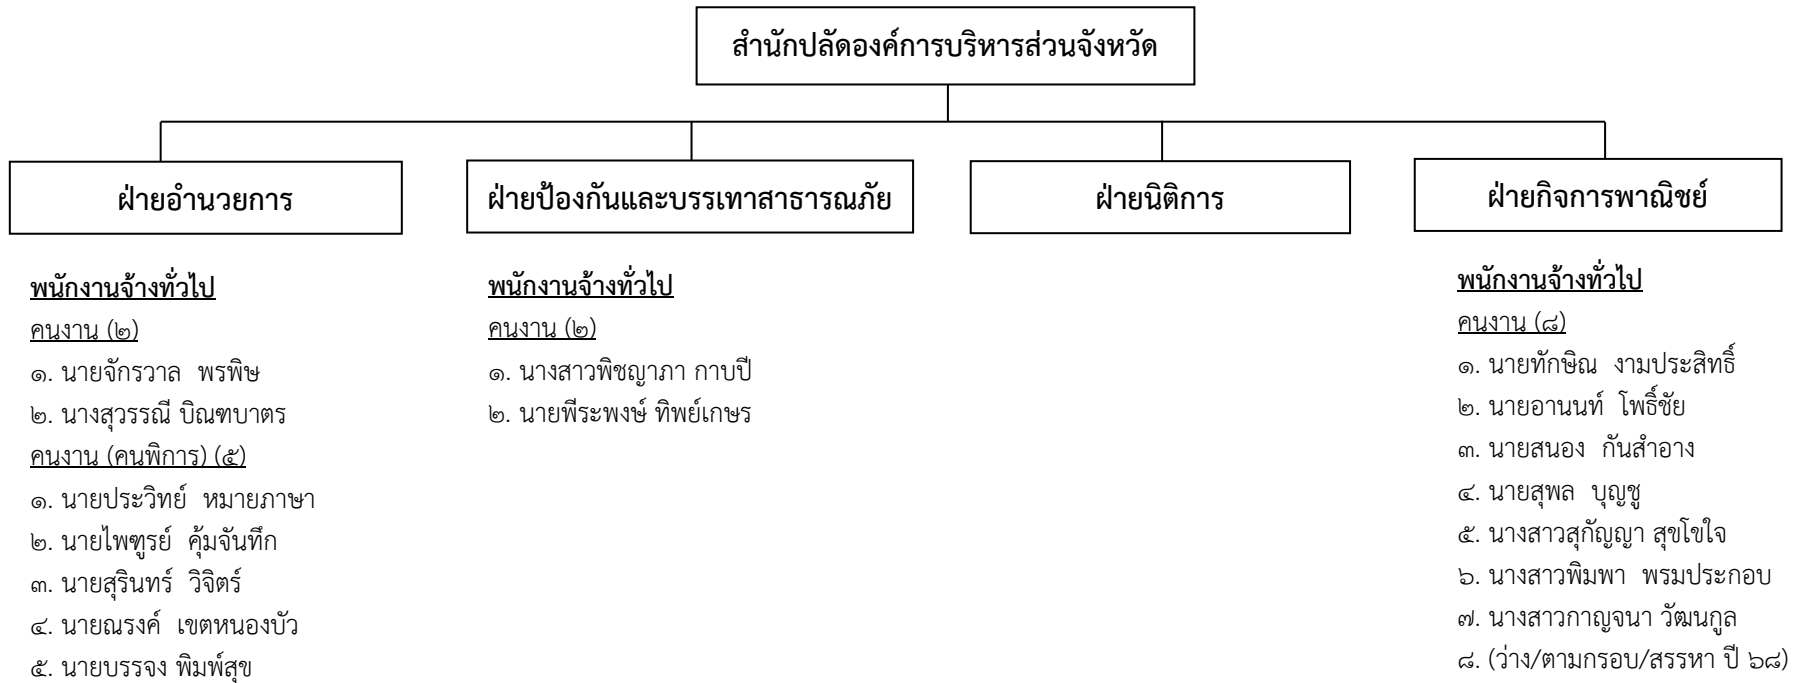 สำนักปลัดองค์การบริหารส่วนจังหวัด
ฝ่ายอำนวยการ
ฝ่ายป้องกันและบรรเทาสาธารณภัย
ฝ่ายนิติการ
ฝ่ายกิจการพาณิชย์
พนักงานจ้างทั่วไป
คนงาน (๒)
๑. นายจักรวาล พรพิษ
๒. นางสุวรรณี บิณฑบาตร
คนงาน (คนพิการ) (๕)
๑. นายประวิทย์ หมายภาษา
๒. นายไพฑูรย์ คุ้มจันทึก
๓. นายสุรินทร์ วิจิตร์
๔. นายณรงค์ เขตหนองบัว
๕. นายบรรจง พิมพ์สุข
พนักงานจ้างทั่วไป
คนงาน (๒)
๑. นางสาวพิชญาภา กาบปี
๒. นายพีระพงษ์ ทิพย์เกษร
พนักงานจ้างทั่วไป
คนงาน (๘)
๑. นายทักษิณ งามประสิทธิ์
๒. นายอานนท์ โพธิ์ชัย
๓. นายสนอง กันสำอาง
๔. นายสุพล บุญชู
๕. นางสาวสุกัญญา สุขโขใจ
๖. นางสาวพิมพา พรมประกอบ
๗. นางสาวกาญจนา วัฒนกูล
๘. (ว่าง/ตามกรอบ/สรรหา ปี ๖๘)